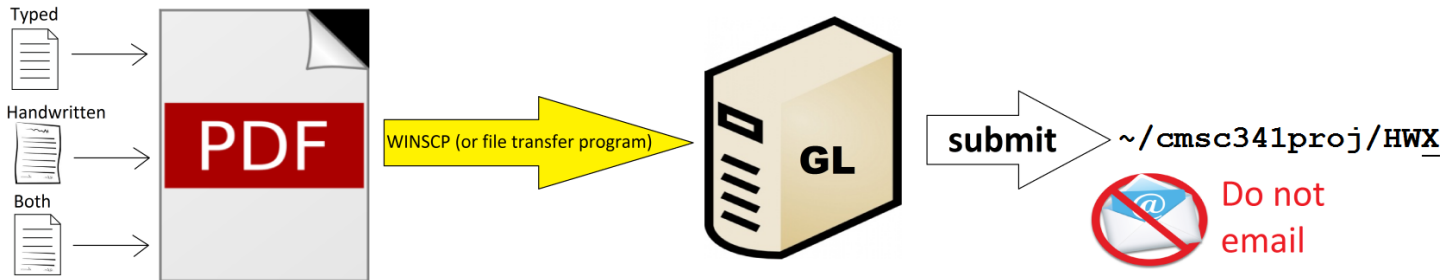 Typed
Handwritten
Both
PDF
WINSCP (or file transfer program)
GL
submit
~/cmsc341proj/HWX
@
Do not
email